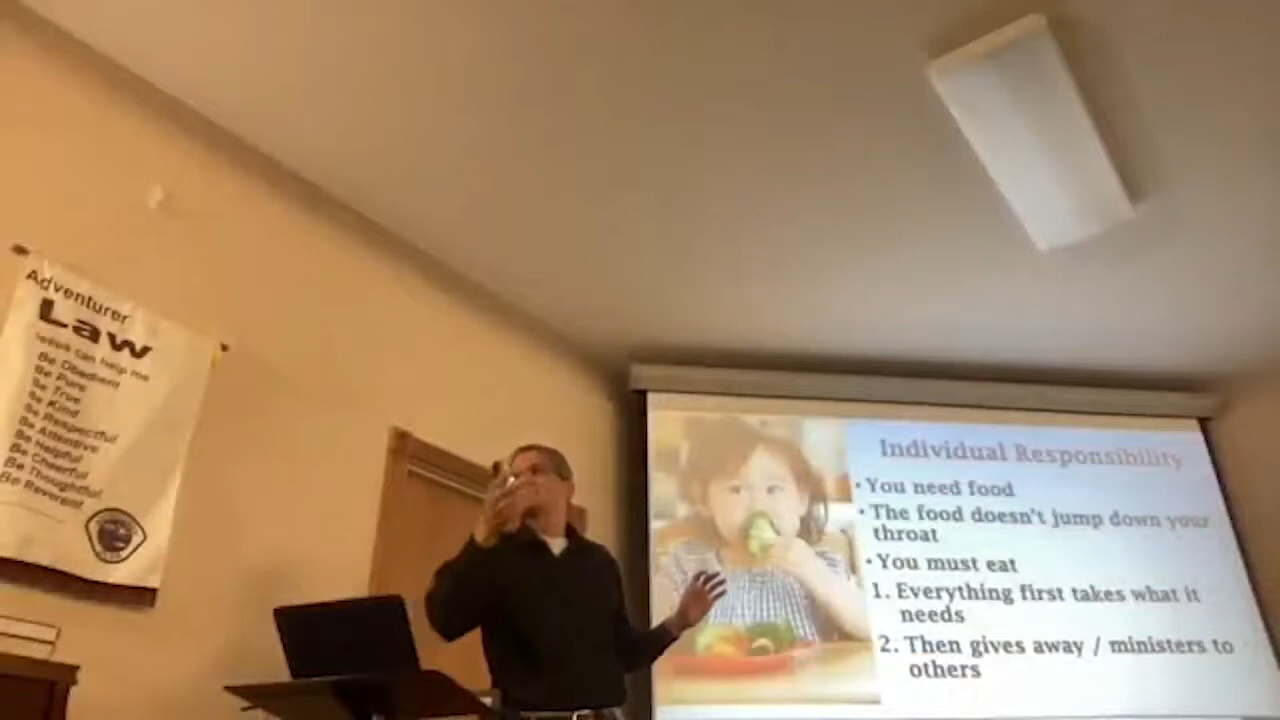 Adventurer
Law
Jesus can help me
Be Obedient
Be Pure
Be True
Be Kind
Be Respectful
Be Attentive
Be Helpful
Be Cheerful
Be Thoughtful
Be Reverent
Individual Responsibility
• You need food
• The food doesn't jump down your
throat
• You must eat
1. Everything first takes what it
needs
2. Then gives away / ministers to
others